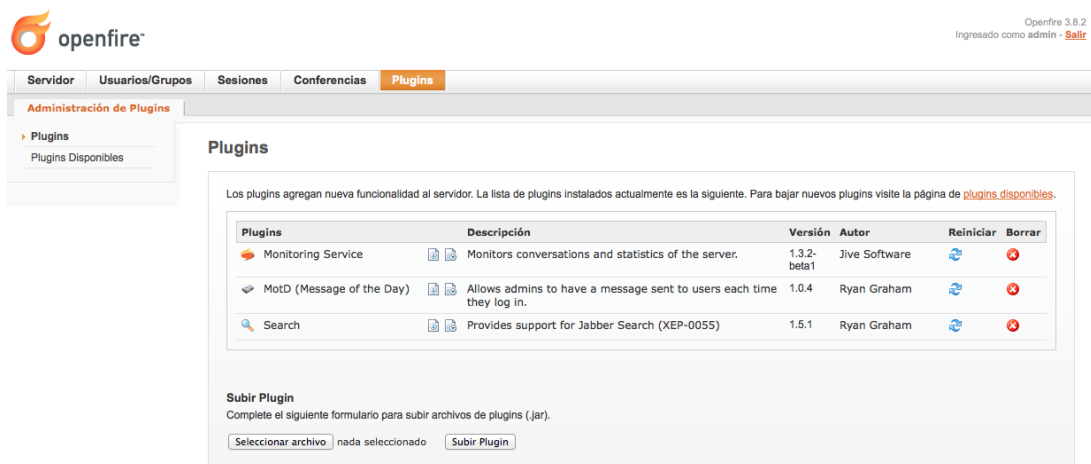 openfire
Openfire 3.8.2
Ingresado como admin - Salir
Servidor Usuarios/Grupos Sesiones Conferencias Plugins
Administración de Plugins
Plugins
Plugins Disponibles
Plugins
Los plugins agregan nueva funcionalidad al servidor. La lista de plugins instalados actualmente es la siguiente. Para bajar nuevos plugins visite la página de plugins disponibles.
Plugins Descripción Versión Autor Reiniciar Borrar
Monitoring Service Monitors conversations and statistics of the server. 1.3.2-beta1 Jive Software
MotD (Message of the Day) Allows admins to have a message sent to users each time 1.0.4 Ryan Graham
they log in.
Search Provides support for Jabber Search (XEP-0055) 1.5.1 Ryan Graham
Subir Plugin
Complete el siguiente formulario para subir archivos de plugins (.jar).
Seleccionar archivo nada seleccionado Subir Plugin